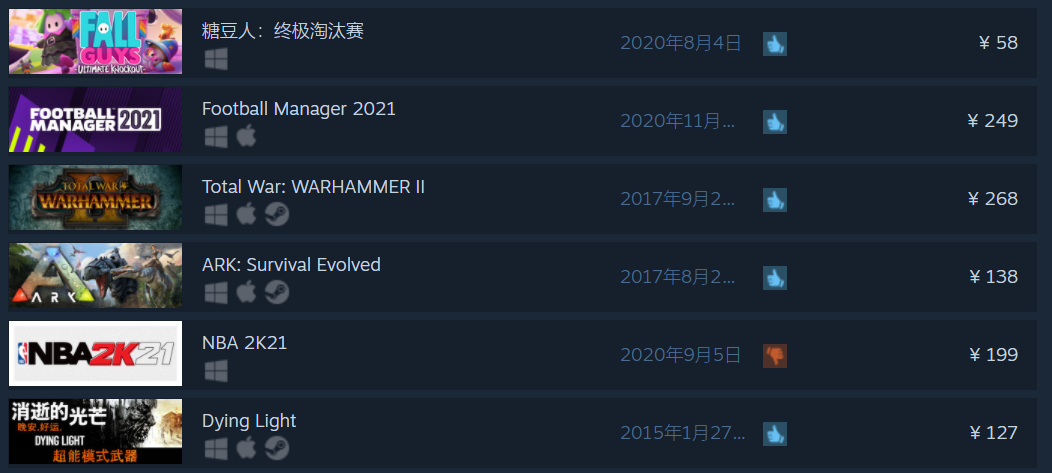 FALL GUYS
ULTIMATE KNOCKOUT
糖豆人：终极淘汰赛
2020年8月4日
¥ 58
FOOTBALL MANAGER 2021
Football Manager 2021
2020年11月...
¥ 249
TOTAL WAR
WARHAMMER
II
Total War: WARHAMMER II
2017年9月2...
¥ 268
ARK
ARK: Survival Evolved
2017年8月2...
¥ 138
NBA 2K21
NBA 2K21
2020年9月5日
¥ 199
消逝的光芒
晚安,好运.
DYING LIGHT
超能模式武器
Dying Light
2015年1月27...
¥ 127